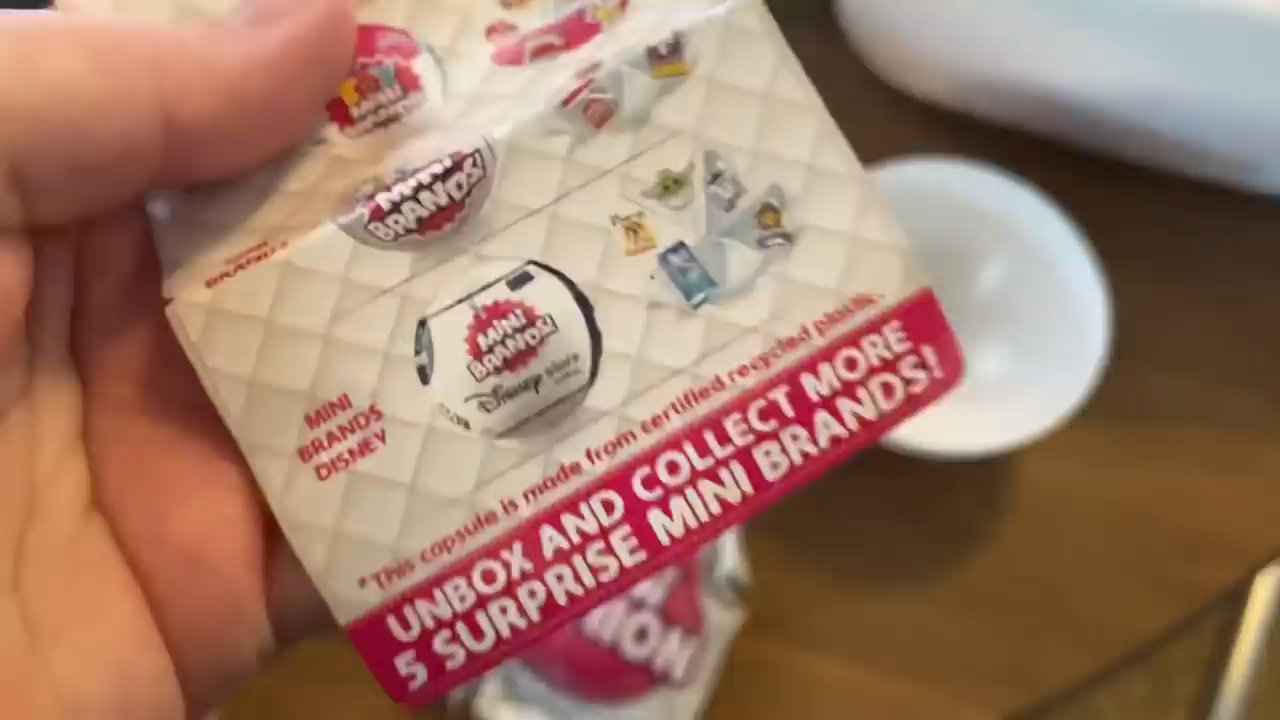 MINI
BRANDS!
MINI
BRANDS!
Disney store
MINI
BRANDS
DISNEY
*This capsule is made from certified recycled plastic.
UNBOX AND COLLECT MORE
5 SURPRISE MINI BRANDS!